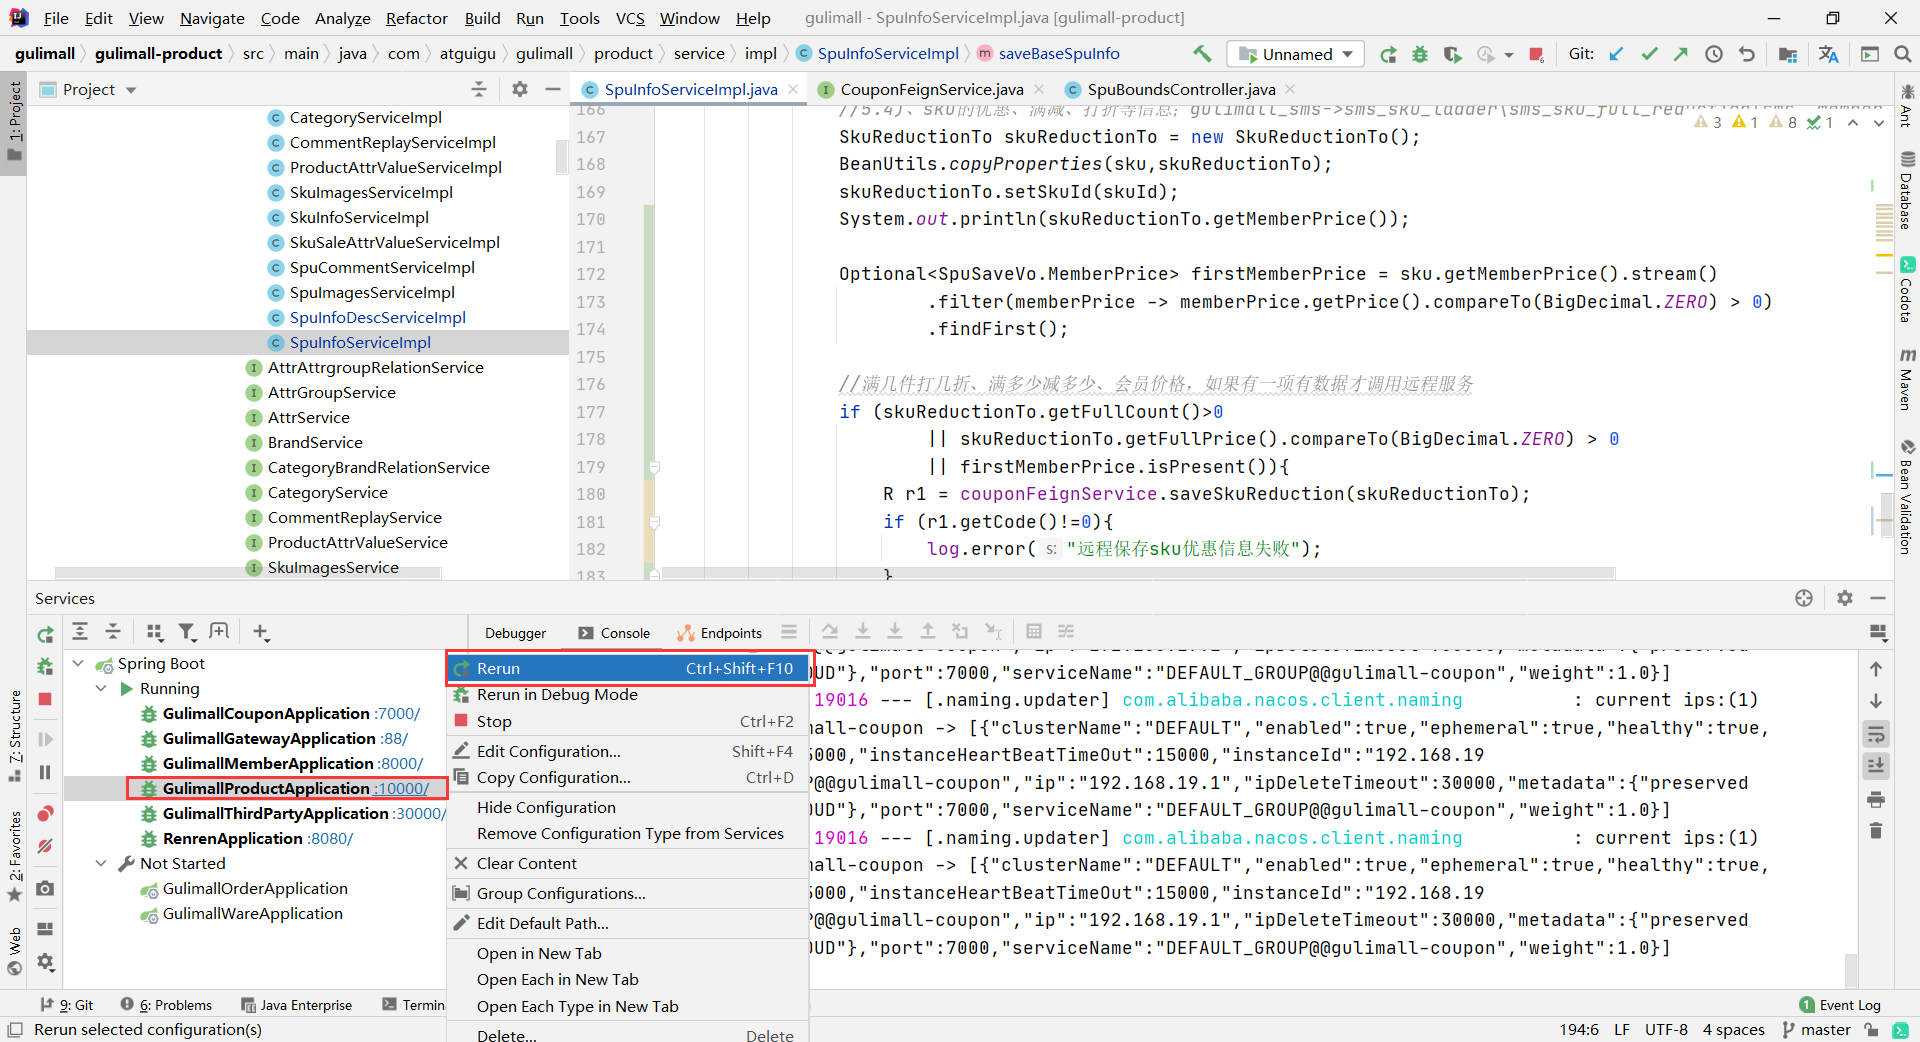 File Edit View Navigate Code Analyze Refactor Build Run Tools VCS Window Help gulimall - SpuInfoServiceImpl.java [gulimall-product]
gulimall gulimall-product src main java com atguigu gulimall product service impl SpuInfoServiceImpl saveBaseSpuInfo Unnamed Git:
Project SpuInfoServiceImpl.java CouponFeignService.java SpuBoundsController.java
1: Project
7: Structure
2: Favorites
Web
CategoryServiceImpl
CommentReplayServiceImpl
ProductAttrValueServiceImpl
SkuImagesServiceImpl
SkuInfoServiceImpl
SkuSaleAttrValueServiceImpl
SpuCommentServiceImpl
SpuImagesServiceImpl
SpuInfoDescServiceImpl
SpuInfoServiceImpl
AttrAttrgroupRelationService
AttrGroupService
AttrService
BrandService
CategoryBrandRelationService
CategoryService
CommentReplayService
ProductAttrValueService
SkuImagesService
3 1 8 1
166 //5.4)、sku的优惠、满减、打折等信息；gulimall_sms->sms_sku_ladder\sms_sku_full_reduction\sms_member
167 SkuReductionTo skuReductionTo = new SkuReductionTo();
168 BeanUtils.copyProperties(sku,skuReductionTo);
169 skuReductionTo.setSkuId(skuId);
170 System.out.println(skuReductionTo.getMemberPrice());
171
172 Optional<SpuSaveVo.MemberPrice> firstMemberPrice = sku.getMemberPrice().stream()
173 .filter(memberPrice -> memberPrice.getPrice().compareTo(BigDecimal.ZERO) > 0)
174 .findFirst();
175
176 //满几件打几折、满多少减多少、会员价格，如果有一项有数据才调用远程服务
177 if (skuReductionTo.getFullCount()>0
178 || skuReductionTo.getFullPrice().compareTo(BigDecimal.ZERO) > 0
179 || firstMemberPrice.isPresent()){
180 R r1 = couponFeignService.saveSkuReduction(skuReductionTo);
181 if (r1.getCode()!=0){
182 log.error( s: "远程保存sku优惠信息失败");
183 }
Ant
Database
Codota
Maven
Bean Validation
Services
Debugger Console Endpoints
Spring Boot
Running
GulimallCouponApplication :7000/
GulimallGatewayApplication :88/
GulimallMemberApplication :8000/
GulimallProductApplication :10000/
GulimallThirdPartyApplication :30000/
RenrenApplication :8080/
Not Started
GulimallOrderApplication
GulimallWareApplication
Rerun Ctrl+Shift+F10
Rerun in Debug Mode
Stop Ctrl+F2
Edit Configuration... Shift+F4
Copy Configuration... Ctrl+D
Hide Configuration
Remove Configuration Type from Services
Clear Content
Group Configurations...
Edit Default Path...
Open in New Tab
Open Each in New Tab
Open Each Type in New Tab
Delete... Delete
OUD"},"port":7000,"serviceName":"DEFAULT_GROUP@@gulimall-coupon","weight":1.0}]
19016 --- [.naming.updater] com.alibaba.nacos.client.naming : current ips:(1)
mall-coupon -> [{"clusterName":"DEFAULT","enabled":true,"ephemeral":true,"healthy":true,
5000,"instanceHeartBeatTimeOut":15000,"instanceId":"192.168.19
P@@gulimall-coupon","ip":"192.168.19.1","ipDeleteTimeout":30000,"metadata":{"preserved
OUD"},"port":7000,"serviceName":"DEFAULT_GROUP@@gulimall-coupon","weight":1.0}]
19016 --- [.naming.updater] com.alibaba.nacos.client.naming : current ips:(1)
mall-coupon -> [{"clusterName":"DEFAULT","enabled":true,"ephemeral":true,"healthy":true,
5000,"instanceHeartBeatTimeOut":15000,"instanceId":"192.168.19
P@@gulimall-coupon","ip":"192.168.19.1","ipDeleteTimeout":30000,"metadata":{"preserved
OUD"},"port":7000,"serviceName":"DEFAULT_GROUP@@gulimall-coupon","weight":1.0}]
9: Git 6: Problems Java Enterprise Termin 1 Event Log
Rerun selected configuration(s) 194:6 LF UTF-8 4 spaces master